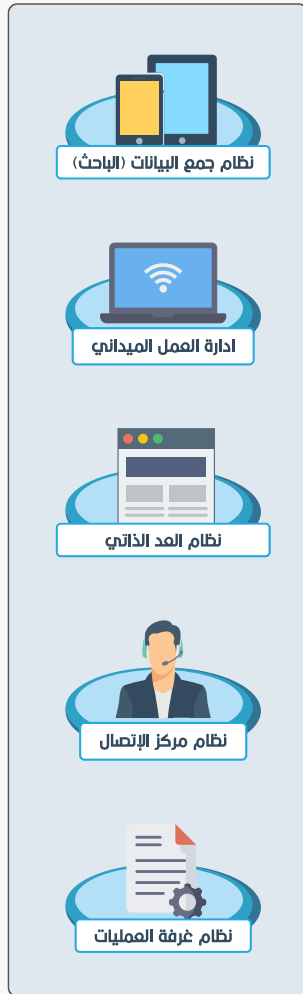 نظام جمع البيانات (الباحث)
ادارة العمل الميداني
نظام العد الذاتي
نظام مركز الإتصال
نظام غرفة العمليات